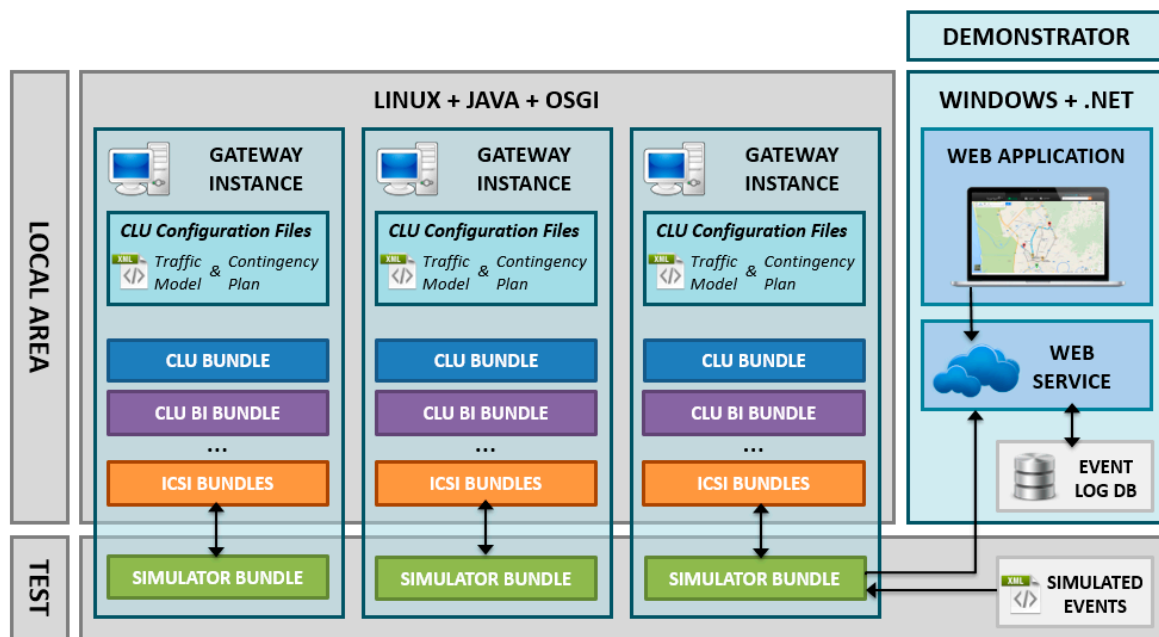 DEMONSTRATOR
LOCAL AREA
LINUX + JAVA + OSGI
GATEWAY
INSTANCE
CLU Configuration Files
XML
Traffic
Model
&
Contingency
Plan
CLU BUNDLE
CLU BI BUNDLE
...
ICSI BUNDLES
SIMULATOR BUNDLE
GATEWAY
INSTANCE
CLU Configuration Files
XML
Traffic
Model
&
Contingency
Plan
CLU BUNDLE
CLU BI BUNDLE
...
ICSI BUNDLES
SIMULATOR BUNDLE
GATEWAY
INSTANCE
CLU Configuration Files
XML
Traffic
Model
&
Contingency
Plan
CLU BUNDLE
CLU BI BUNDLE
...
ICSI BUNDLES
SIMULATOR BUNDLE
WINDOWS + .NET
WEB APPLICATION
WEB
SERVICE
EVENT
LOG DB
TEST
XML
SIMULATED
EVENTS